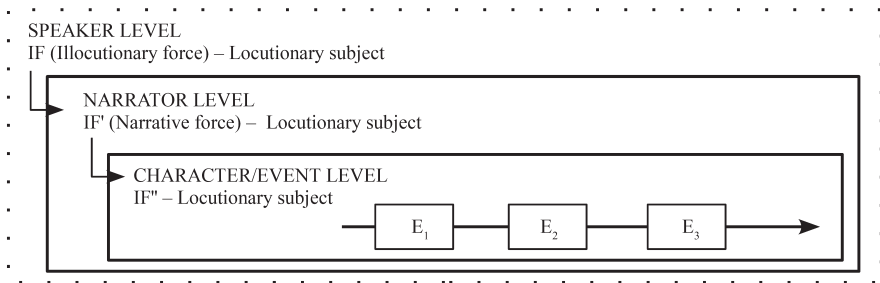 SPEAKER LEVEL
IF (Illocutionary force) – Locutionary subject
NARRATOR LEVEL
IF' (Narrative force) – Locutionary subject
CHARACTER/EVENT LEVEL
IF" – Locutionary subject
E₁ E₂ E₃